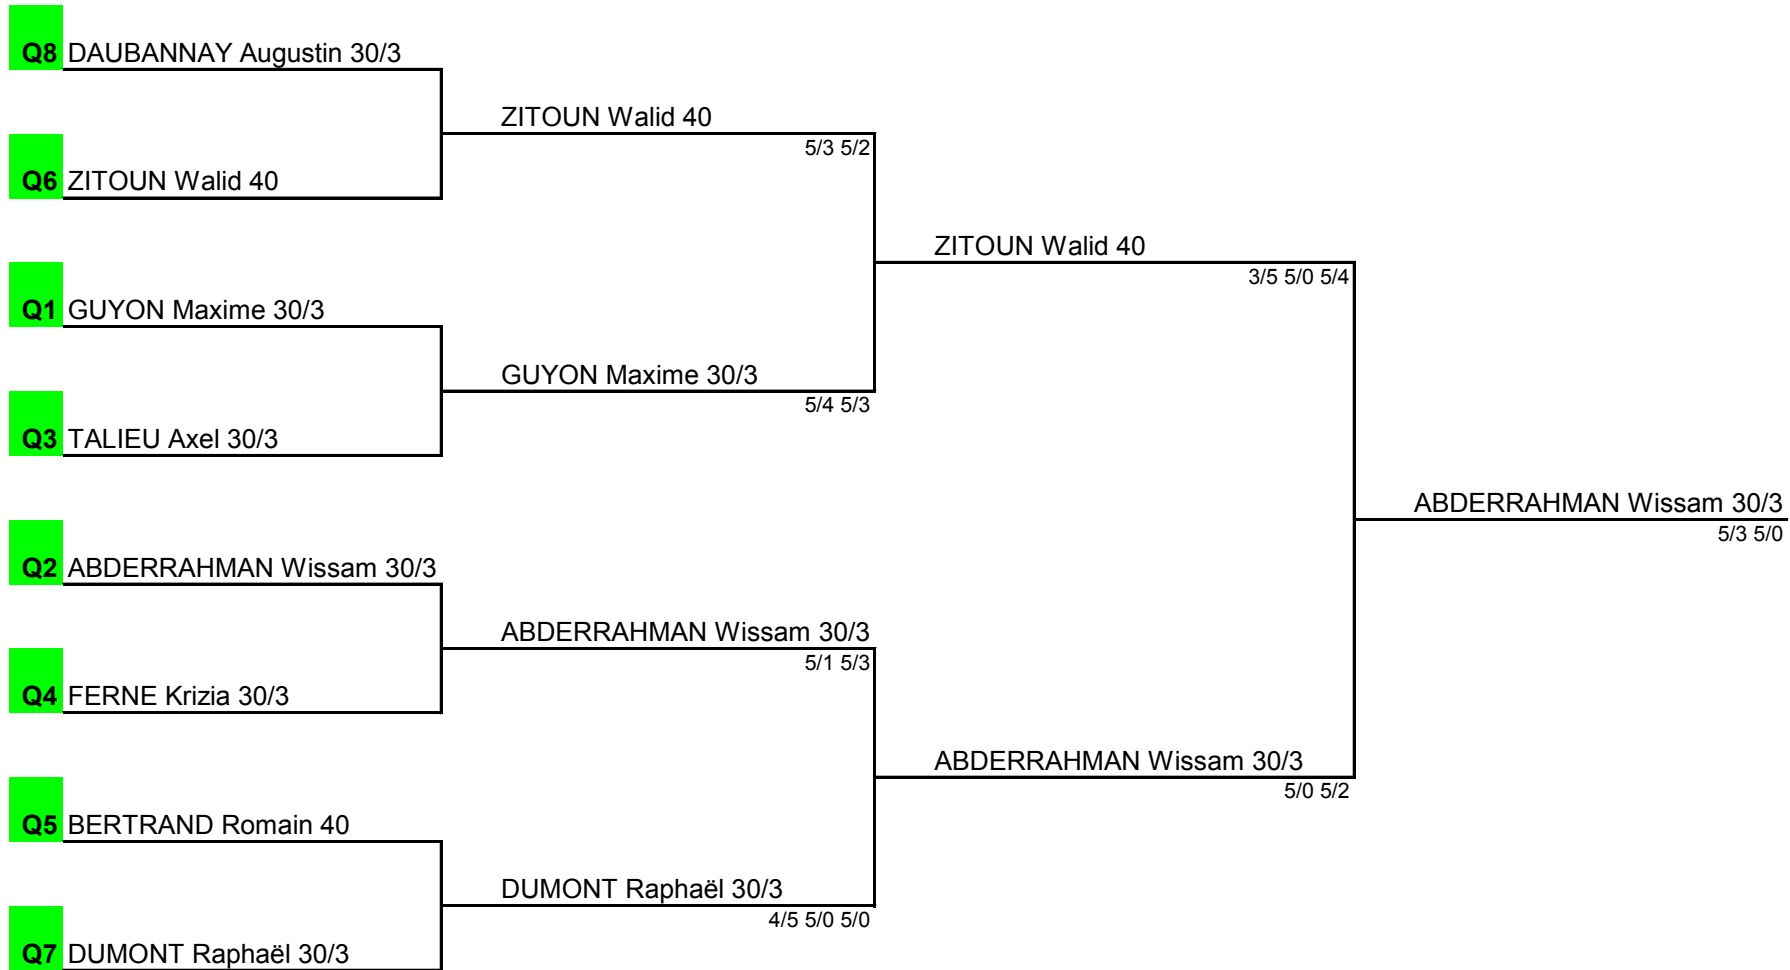 Q8 DAUBANNAY Augustin 30/3
ZITOUN Walid 40
5/3 5/2
Q6 ZITOUN Walid 40
ZITOUN Walid 40
3/5 5/0 5/4
Q1 GUYON Maxime 30/3
GUYON Maxime 30/3
5/4 5/3
Q3 TALIEU Axel 30/3
ABDERRAHMAN Wissam 30/3
5/3 5/0
Q2 ABDERRAHMAN Wissam 30/3
ABDERRAHMAN Wissam 30/3
5/1 5/3
Q4 FERNE Krizia 30/3
ABDERRAHMAN Wissam 30/3
5/0 5/2
Q5 BERTRAND Romain 40
DUMONT Raphaël 30/3
4/5 5/0 5/0
Q7 DUMONT Raphaël 30/3